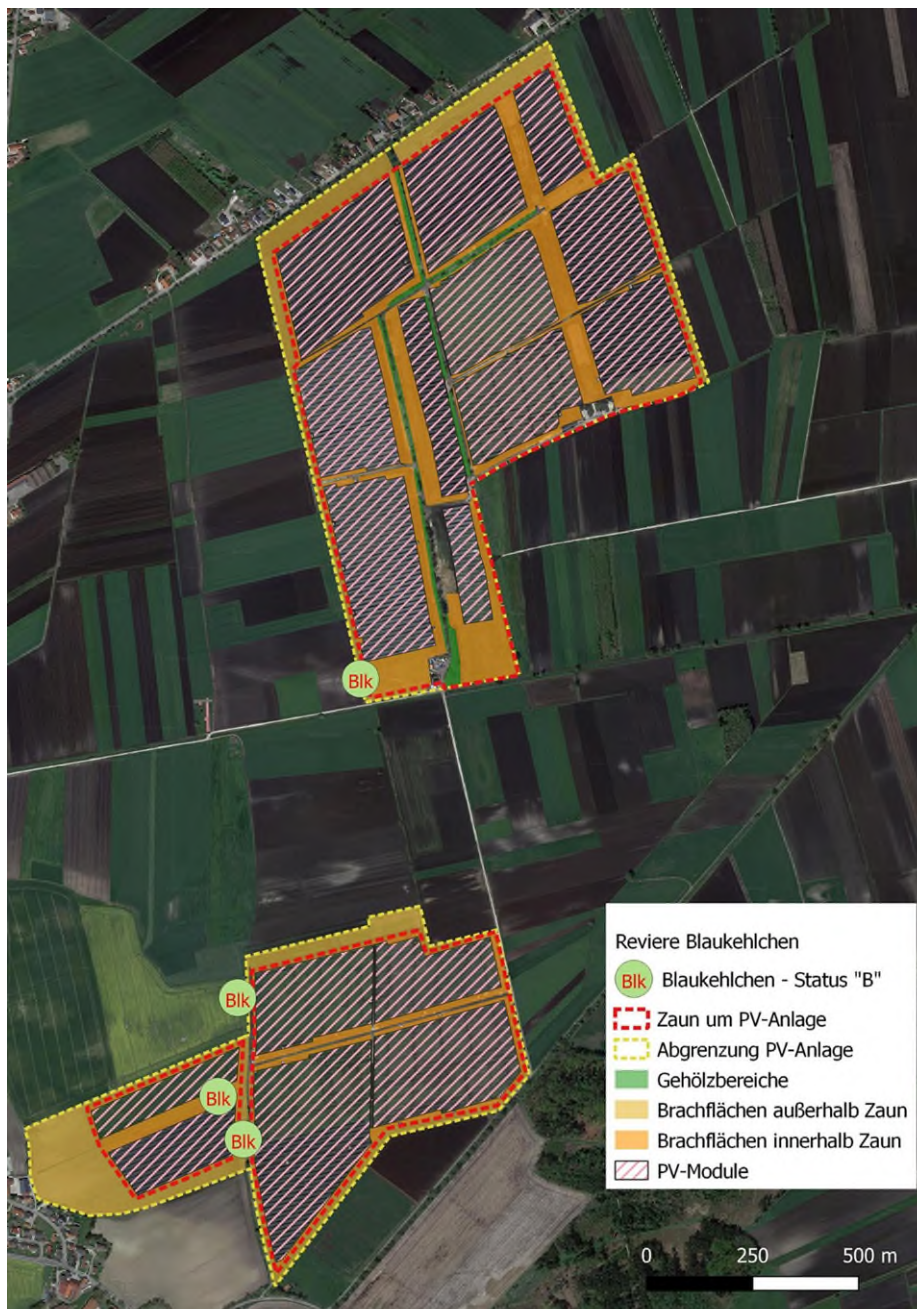 Blk
Blk
Blk
Blk
Reviere Blaukehlchen
Blk Blaukehlchen - Status "B"
Zaun um PV-Anlage
Abgrenzung PV-Anlage
Gehölzbereiche
Brachflächen außerhalb Zaun
Brachflächen innerhalb Zaun
PV-Module
0 250 500 m